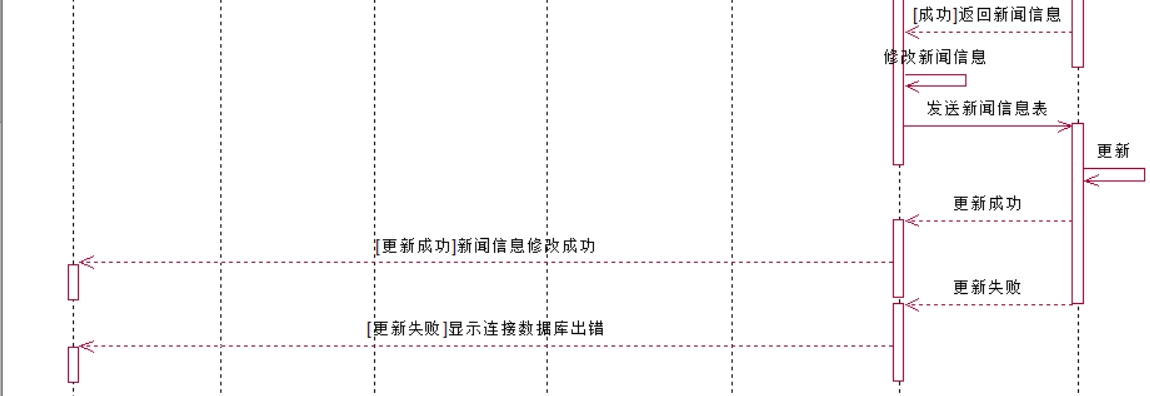 [成功]返回新闻信息
修改新闻信息
发送新闻信息表
更新
更新成功
[更新成功]新闻信息修改成功
更新失败
[更新失败]显示连接数据库出错